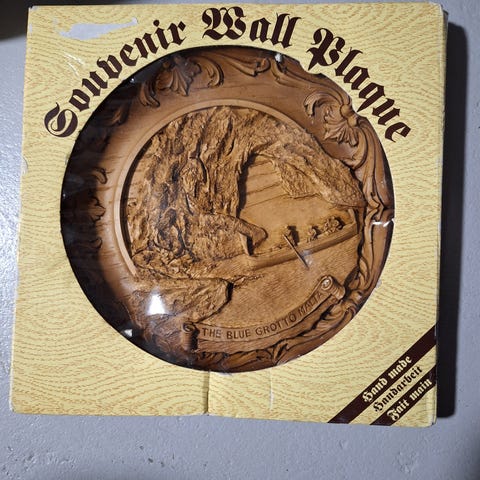 Souvenir Wall Plaque
THE BLUE GROTTO MALTA
Hand made
Handarbeit
Fait main